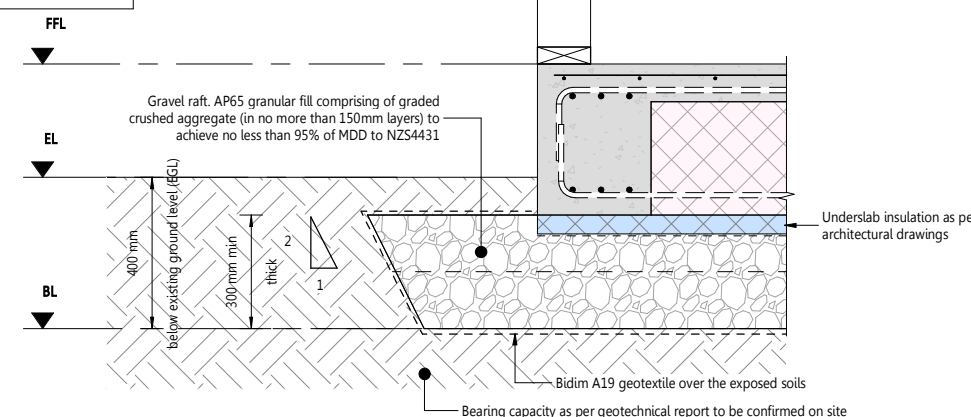 FFL
Gravel raft. AP65 granular fill comprising of graded
crushed aggregate (in no more than 150mm layers) to
achieve no less than 95% of MDD to NZS4431
EL
400 mm
below existing ground level (EGL)
300 mm min
thick
2
1
Underslab insulation as pe
architectural drawings
BL
Bidim A19 geotextile over the exposed soils
Bearing capacity as per geotechnical report to be confirmed on site